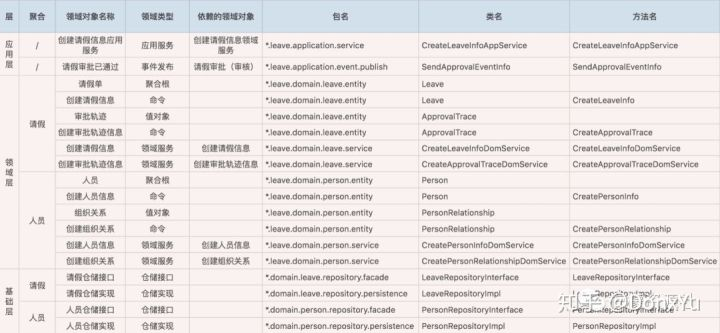 层 聚合 领域对象名称 领域类型 依赖的领域对象 包名 类名 方法名
应用层 / 创建请假信息应用服务 应用服务 创建请假信息领域服务 *.leave.application.service CreateLeaveInfoAppService CreateLeaveInfoAppService
/ 请假审批已通过 事件发布 请假审批（审核） *.leave.application.event.publish SendApprovalEventInfo SendApprovalEventInfo
领域层 请假 请假单 聚合根 *.leave.domain.leave.entity Leave
创建请假信息 命令 *.leave.domain.leave.entity Leave CreateLeaveInfo
审批轨迹 值对象 *.leave.domain.leave.entity ApprovalTrace
创建审批轨迹信息 命令 *.leave.domain.leave.entity ApprovalTrace CreateApprovalTrace
创建请假信息 领域服务 创建请假信息 *.leave.domain.leave.service CreateLeaveInfoDomService CreateLeaveInfoDomService
创建审批轨迹信息 领域服务 创建审批轨迹信息 *.leave.domain.leave.service CreateApprovalTraceDomService CreateApprovalTraceDomService
人员 人员 聚合根 *.leave.domain.person.entity Person
创建人员信息 命令 *.leave.domain.person.entity Person CreatePersonInfo
组织关系 值对象 *.leave.domain.person.entity PersonRelationship
创建组织关系 命令 *.leave.domain.person.entity PersonRelationship CreatePersonRelationship
创建人员信息 领域服务 创建人员信息 *.leave.domain.person.service CreatePersonInfoDomService CreatePersonInfoDomService
创建组织关系 领域服务 创建组织关系 *.leave.domain.person.service CreatePersonRelationshipDomService CreatePersonRelationshipDomService
基础层 请假 请假仓储接口 仓储接口 *.domain.leave.repository.facade LeaveRepositoryInterface LeaveRepositoryInterface
请假仓储实现 仓储实现 *.domain.leave.repository.persistence LeaveRepositoryImpl LeaveRepositoryImpl
人员 人员仓储接口 仓储接口 *.domain.person.repository.facade PersonRepositoryInterface PersonRepositoryInterface
人员仓储实现 仓储实现 *.domain.person.repository.persistence PersonRepositoryImpl PersonRepositoryImpl
知乎